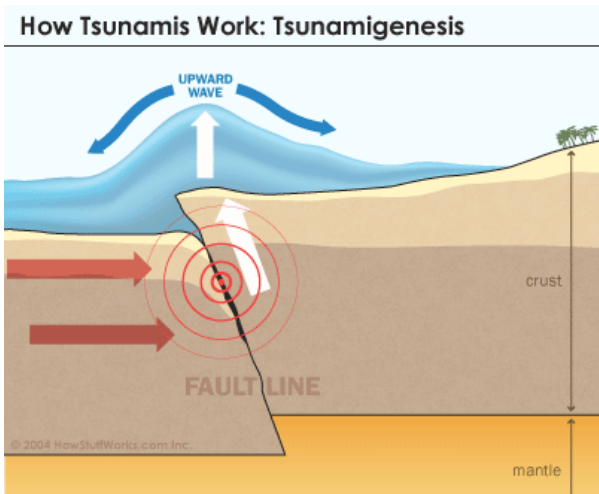 How Tsunamis Work: Tsunamigenesis
UPWARD
WAVE
crust
FAULT LINE
© 2004 HowStuffWorks.com Inc.
mantle